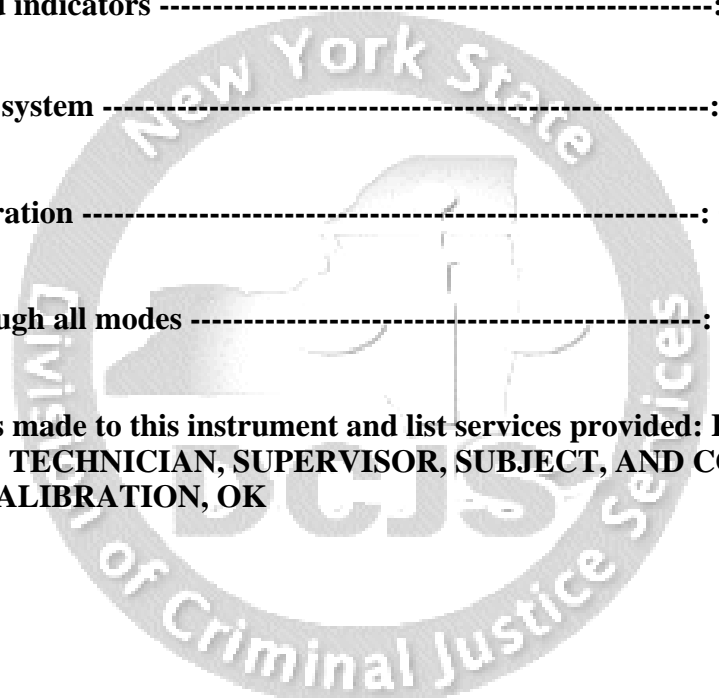 d indicators --------------------------------------------:
system ------------------------------------------------:
ration ---------------------------------------------------:
ugh all modes -----------------------------------------:
s made to this instrument and list services provided:
TECHNICIAN, SUPERVISOR, SUBJECT, AND
ALIBRATION, OK
New York State
Division of Criminal Justice Services
DCJS